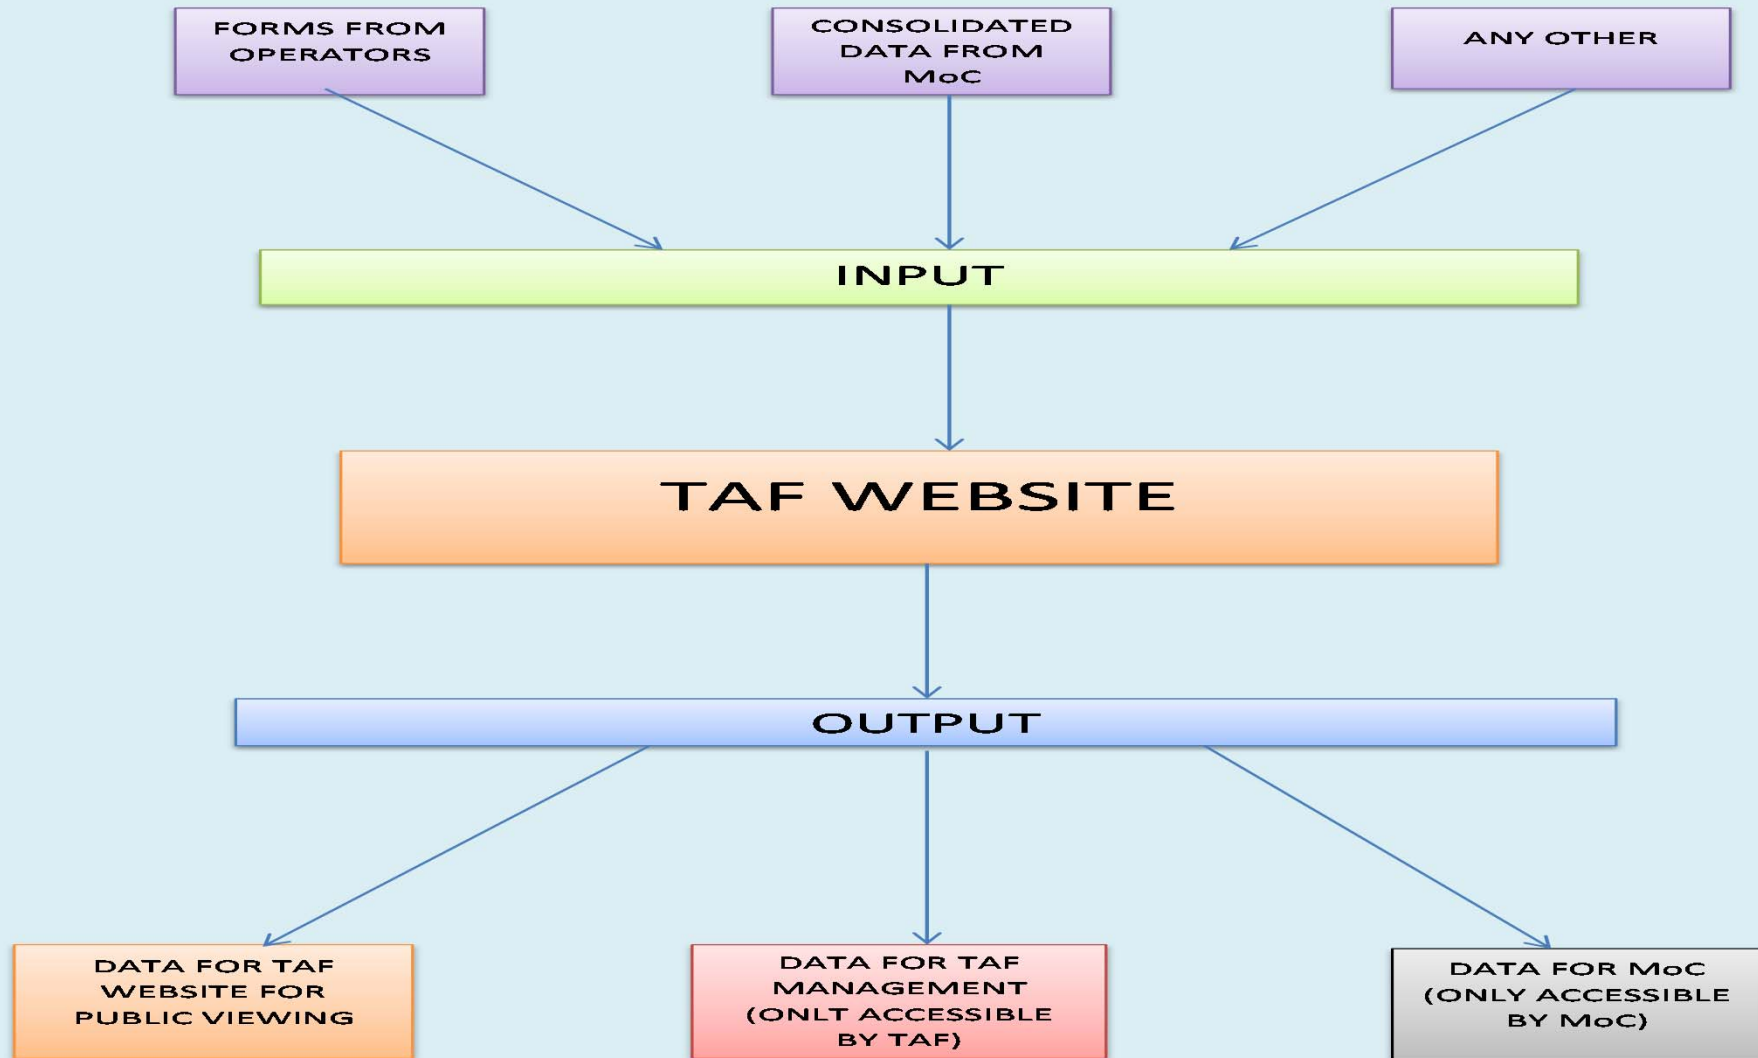 FORMS FROM
OPERATORS
CONSOLIDATED
DATA FROM
MoC
ANY OTHER
INPUT
TAF WEBSITE
OUTPUT
DATA FOR TAF
WEBSITE FOR
PUBLIC VIEWING
DATA FOR TAF
MANAGEMENT
(ONLT ACCESSIBLE
BY TAF)
DATA FOR MoC
(ONLY ACCESSIBLE
BY MoC)